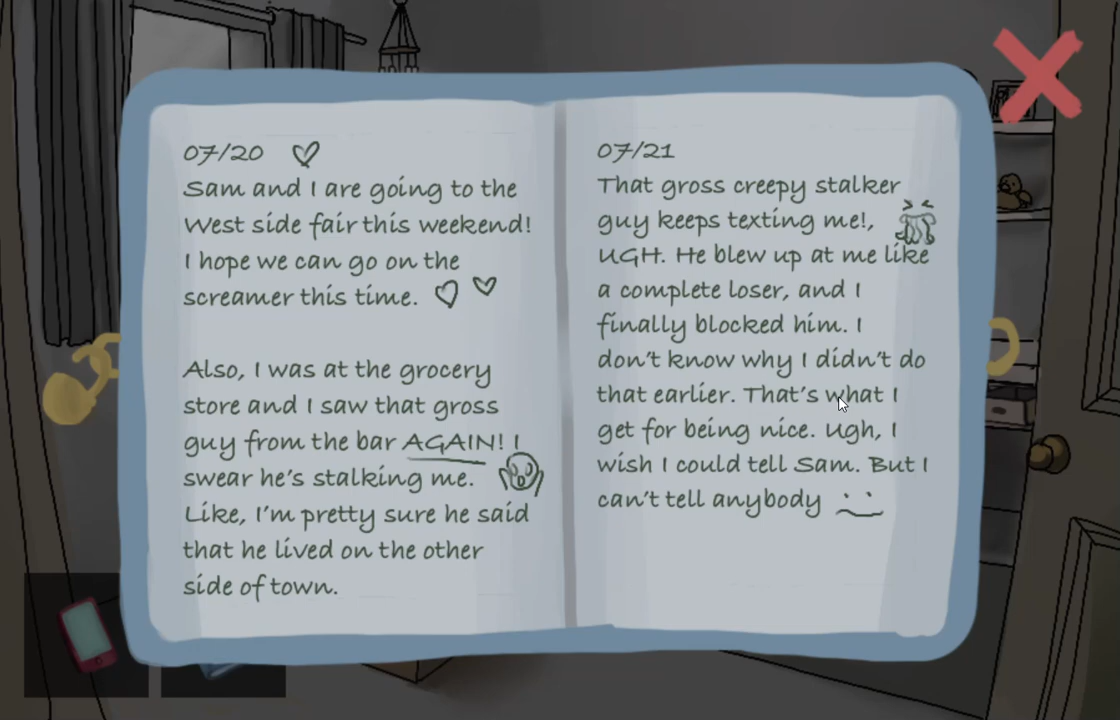 07/20
Sam and I are going to the
West side fair this weekend!
I hope we can go on the
screamer this time.
Also, I was at the grocery
store and I saw that gross
guy from the bar AGAIN! I
swear he's stalking me.
Like, I'm pretty sure he said
that he lived on the other
side of town.
07/21
That gross creepy stalker
guy keeps texting me!,
UGH. He blew up at me like
a complete loser, and I
finally blocked him. I
don't know why I didn't do
that earlier. That's what I
get for being nice. Ugh, I
wish I could tell Sam. But I
can't tell anybody